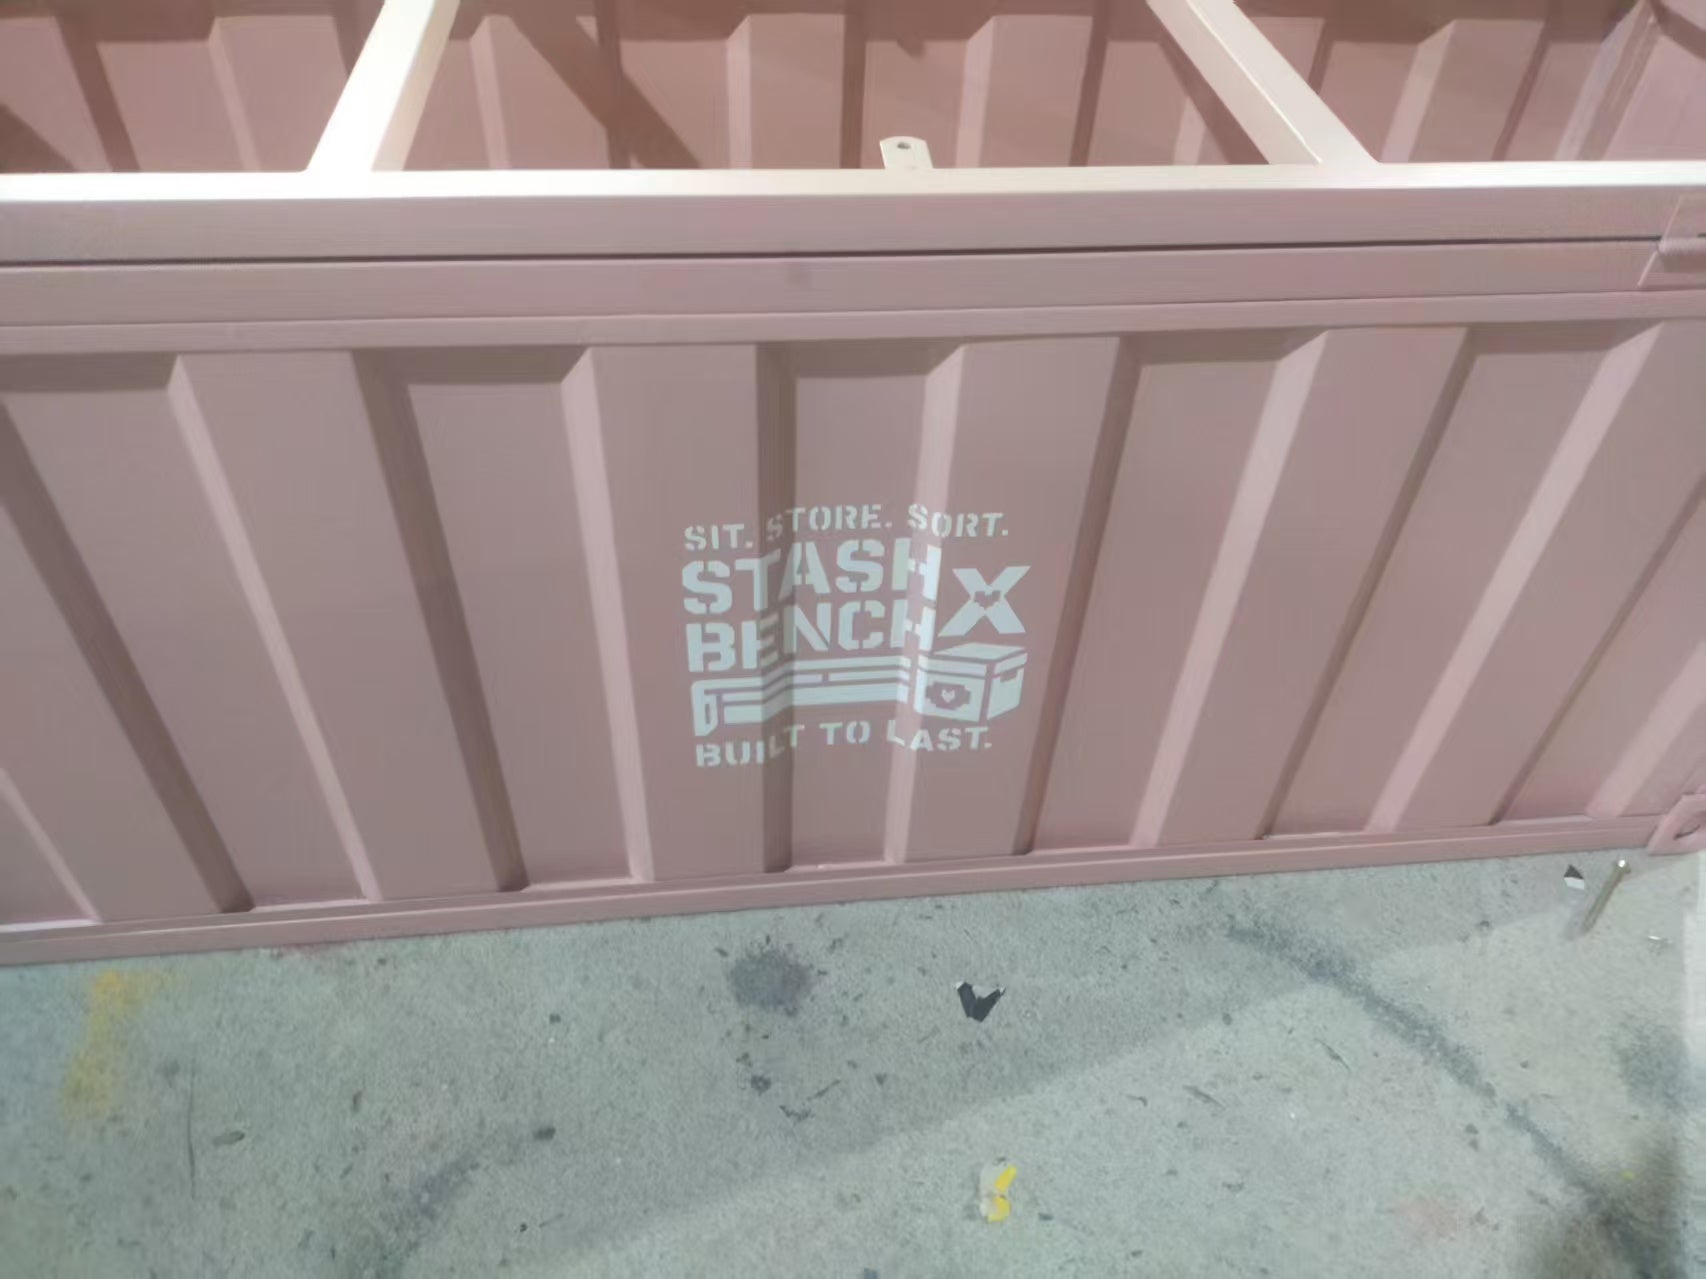 SIT. STORE. SORT.
STASH
BENCH X
BUILT TO LAST.